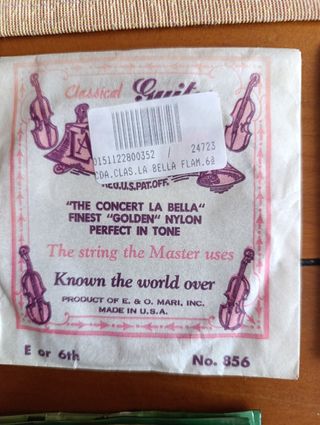 Classical Guit
0151122800352 / 24723
CDA.CLAS.LA BELLA FLAM.6ª
REG.U.S.PAT.OFF.
"THE CONCERT LA BELLA"
FINEST "GOLDEN" NYLON
PERFECT IN TONE
The string the Master uses
Known the world over
PRODUCT OF E. & O. MARI, INC.
MADE IN U.S.A.
E or 6th No. 856